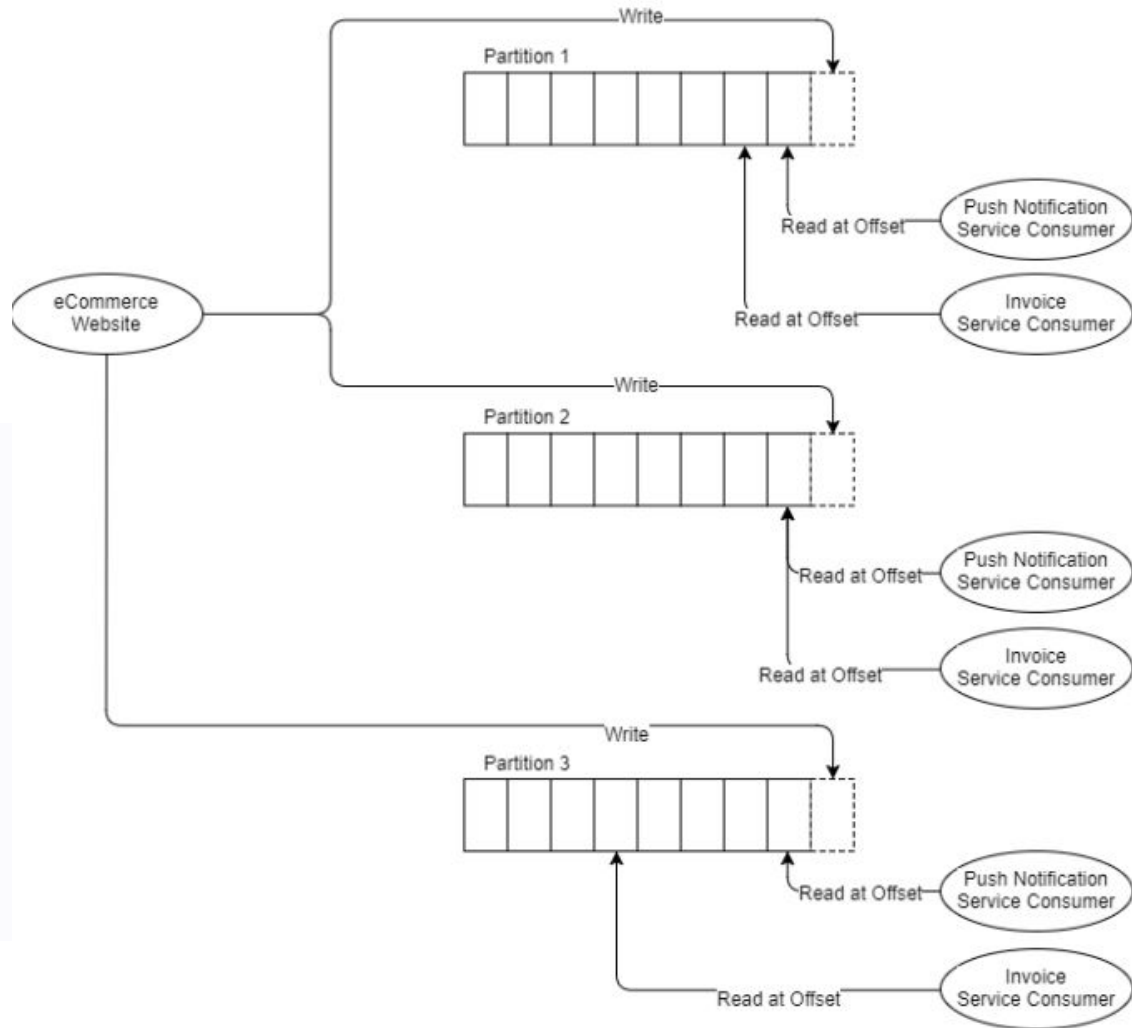 Write
Partition 1
Push Notification
Service Consumer
Read at Offset
eCommerce
Website
Invoice
Service Consumer
Read at Offset
Write
Partition 2
Push Notification
Service Consumer
Read at Offset
Invoice
Service Consumer
Read at Offset
Write
Partition 3
Push Notification
Service Consumer
Read at Offset
Invoice
Service Consumer
Read at Offset